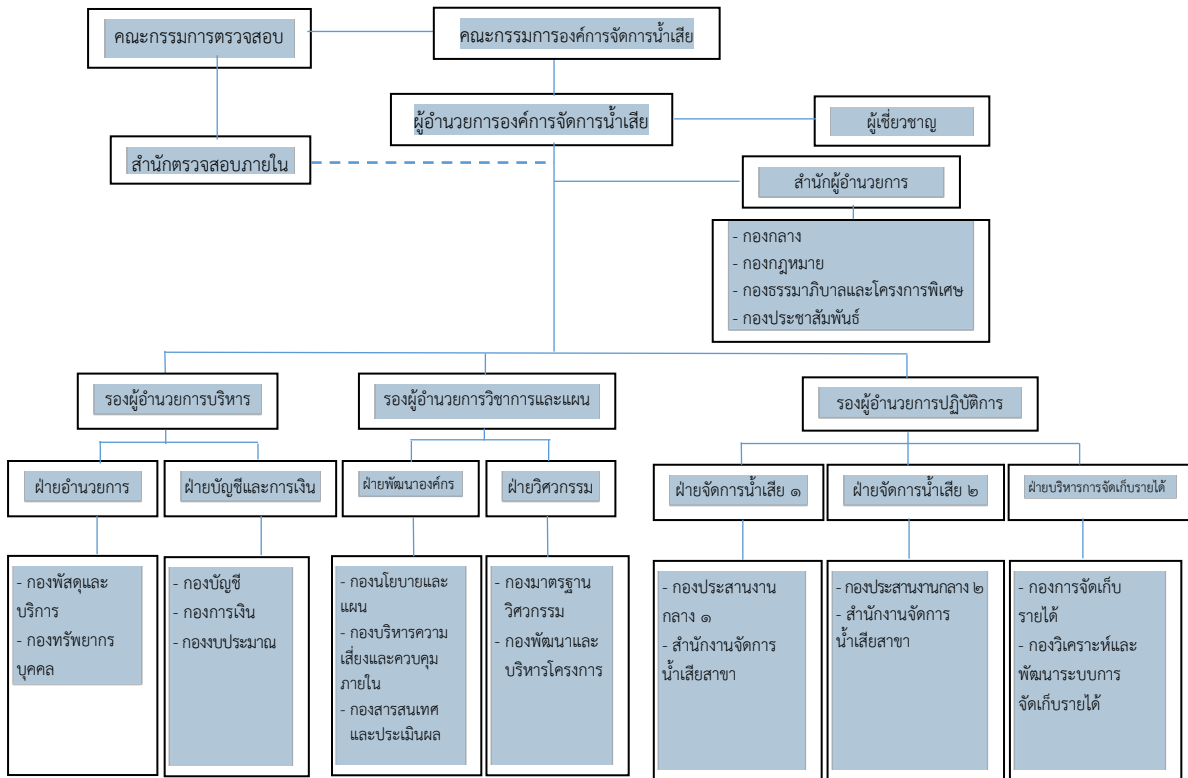 คณะกรรมการตรวจสอบ
คณะกรรมการองค์การจัดการน้ำเสีย
ผู้อำนวยการองค์การจัดการน้ำเสีย
ผู้เชี่ยวชาญ
สำนักตรวจสอบภายใน
สำนักผู้อำนวยการ
- กองกลาง
- กองกฎหมาย
- กองธรรมาภิบาลและโครงการพิเศษ
- กองประชาสัมพันธ์
รองผู้อำนวยการบริหาร
รองผู้อำนวยการวิชาการและแผน
รองผู้อำนวยการปฏิบัติการ
ฝ่ายอำนวยการ
ฝ่ายบัญชีและการเงิน
ฝ่ายพัฒนาองค์กร
ฝ่ายวิศวกรรม
ฝ่ายจัดการน้ำเสีย ๑
ฝ่ายจัดการน้ำเสีย ๒
ฝ่ายบริหารการจัดเก็บรายได้
- กองพัสดุและ
บริการ
- กองทรัพยากร
บุคคล
- กองบัญชี
- กองการเงิน
- กองงบประมาณ
- กองนโยบายและ
แผน
- กองบริหารความ
เสี่ยงและควบคุม
ภายใน
- กองสารสนเทศ
และประเมินผล
- กองมาตรฐาน
วิศวกรรม
- กองพัฒนาและ
บริหารโครงการ
- กองประสานงาน
กลาง ๑
- สำนักงานจัดการ
น้ำเสียสาขา
- กองประสานงานกลาง ๒
- สำนักงานจัดการ
น้ำเสียสาขา
- กองการจัดเก็บ
รายได้
- กองวิเคราะห์และ
พัฒนาระบบการ
จัดเก็บรายได้